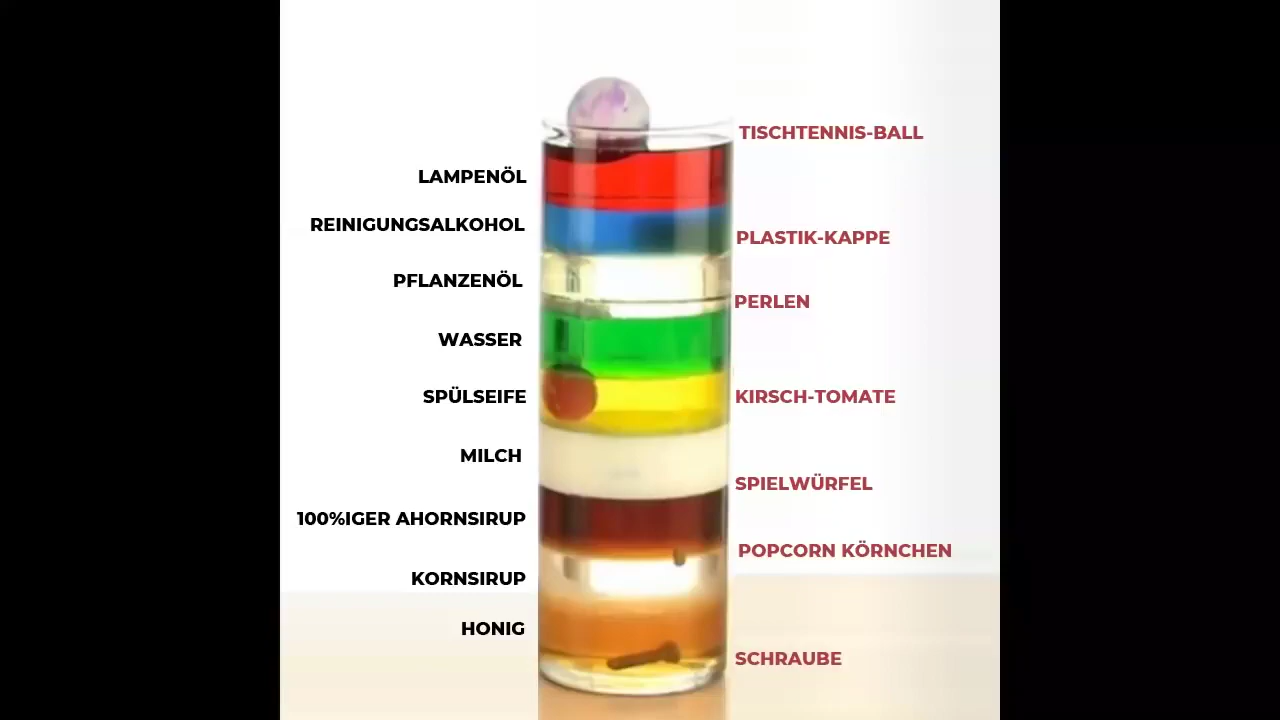 TISCHTENNIS-BALL
LAMPENÖL
REINIGUNGSALKOHOL
PLASTIK-KAPPE
PFLANZENÖL
PERLEN
WASSER
SPÜLSEIFE
KIRSCH-TOMATE
MILCH
SPIELWÜRFEL
100%IGER AHORNSIRUP
POPCORN KÖRNCHEN
KORNSIRUP
HONIG
SCHRAUBE